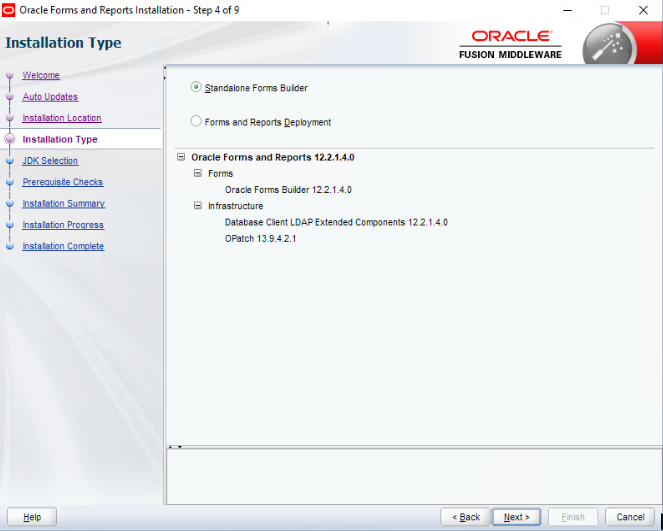 Oracle Forms and Reports Installation - Step 4 of 9
Installation Type
ORACLE
FUSION MIDDLEWARE
Welcome
Auto Updates
Installation Location
Installation Type
JDK Selection
Prerequisite Checks
Installation Summary
Installation Progress
Installation Complete
Standalone Forms Builder
Forms and Reports Deployment
Oracle Forms and Reports 12.2.1.4.0
Forms
Oracle Forms Builder 12.2.1.4.0
Infrastructure
Database Client LDAP Extended Components 12.2.1.4.0
OPatch 13.9.4.2.1
Help
< Back
Next >
Finish
Cancel